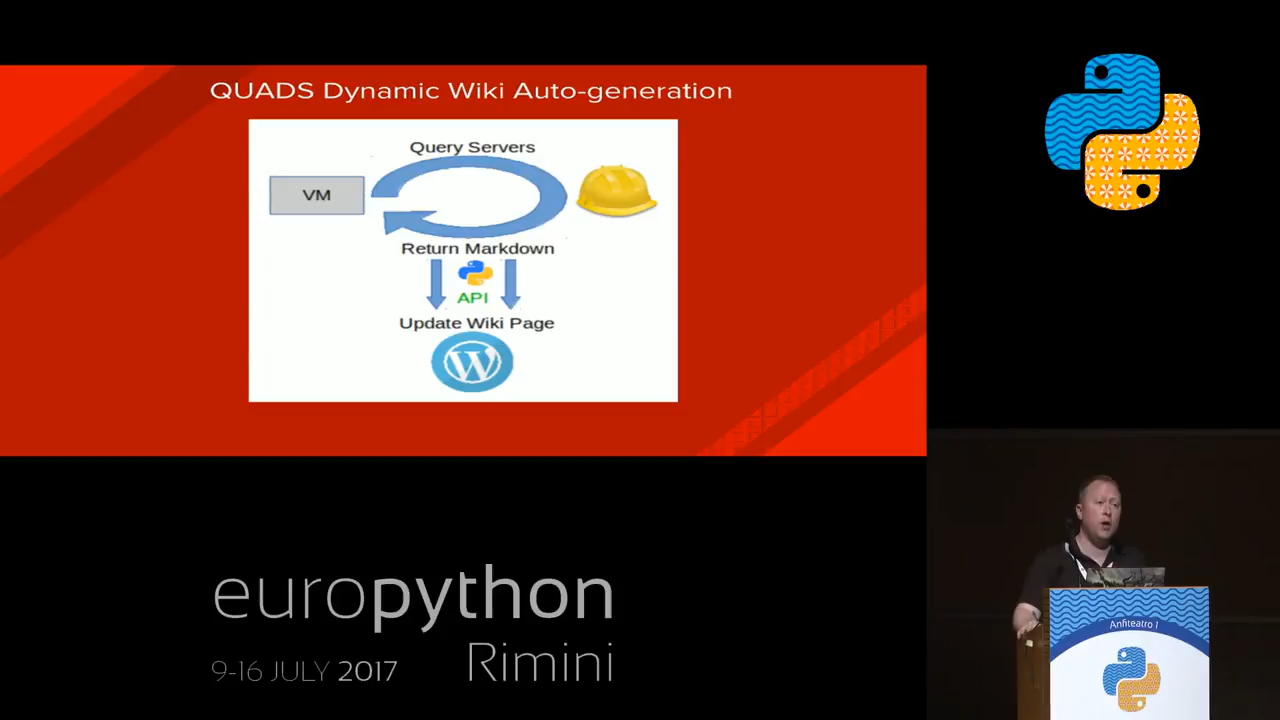 QUADS Dynamic Wiki Auto-generation
Query Servers
VM
Return Markdown
API
Update Wiki Page
europython
9-16 JULY 2017 Rimini
Anfiteatro 1